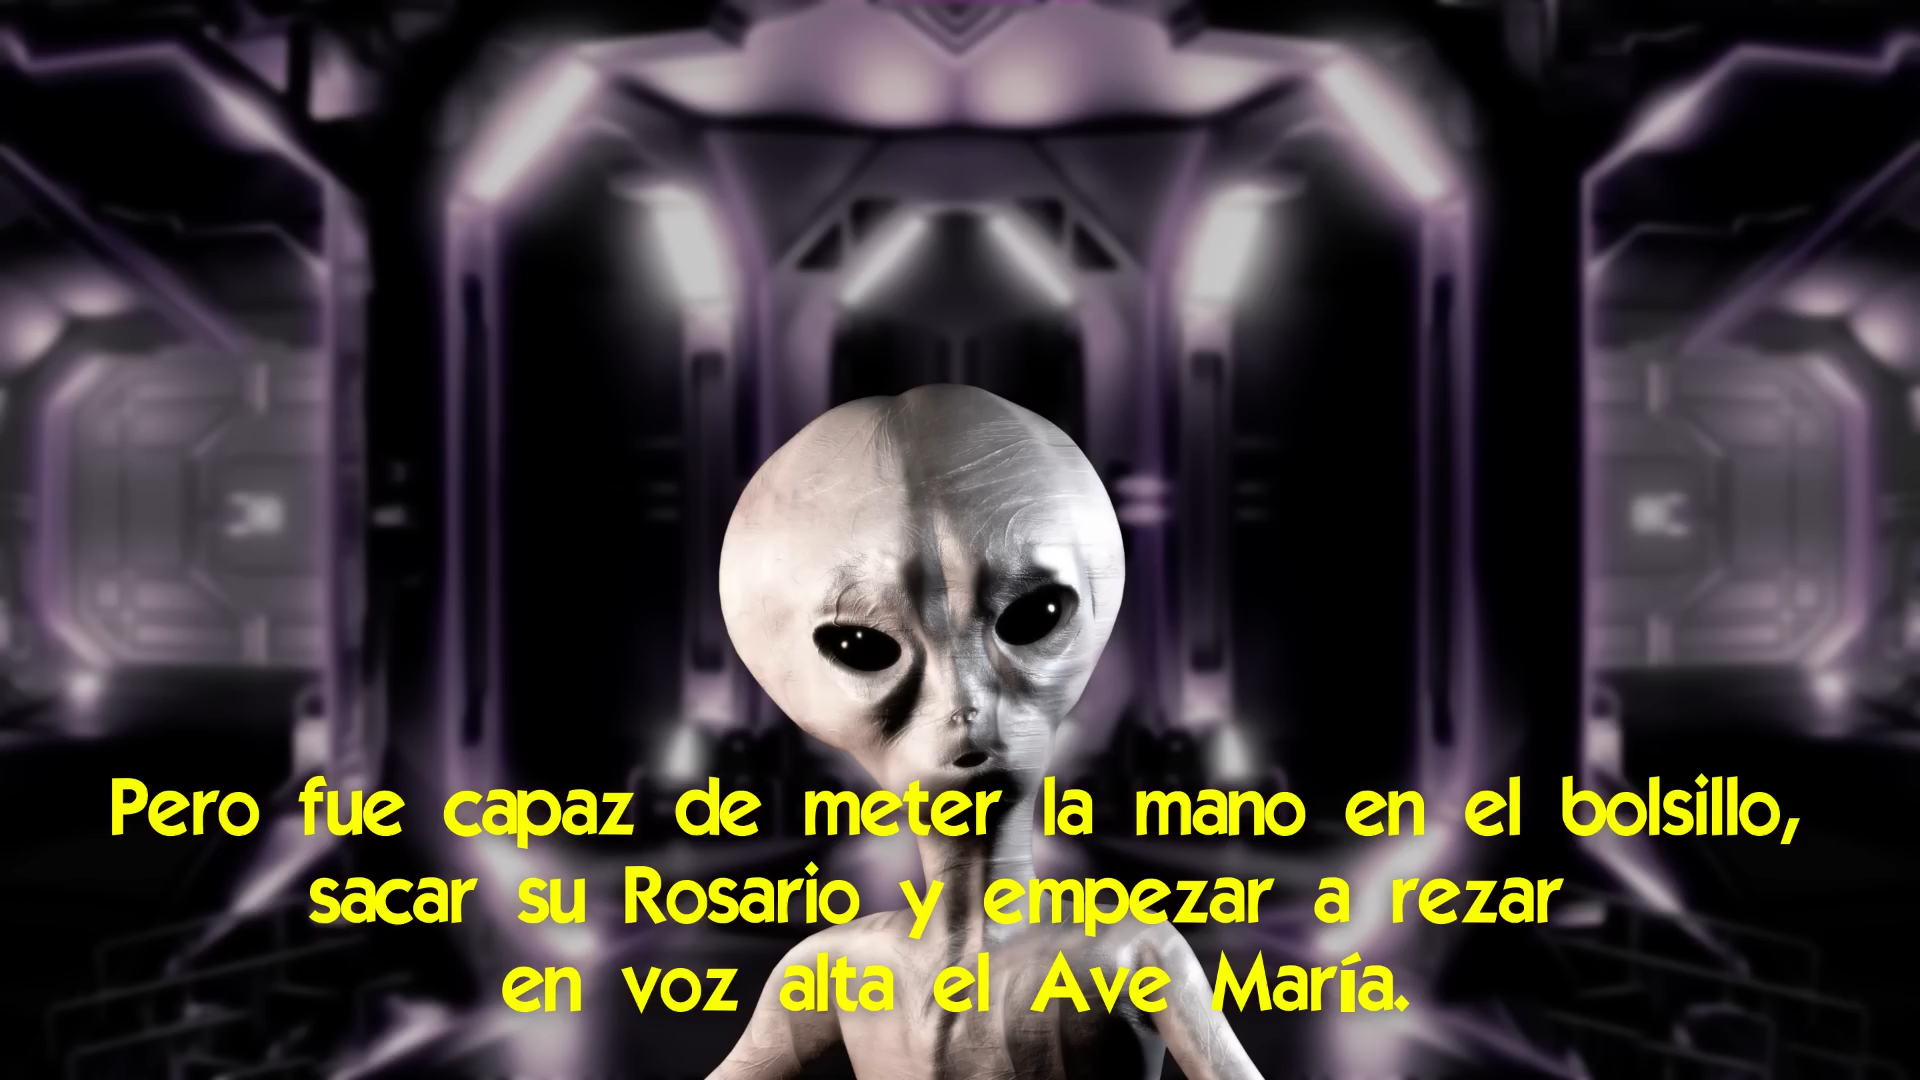 Pero fue capaz de meter la mano en el bolsillo,
sacar su Rosario y empezar a rezar
en voz alta el Ave María.